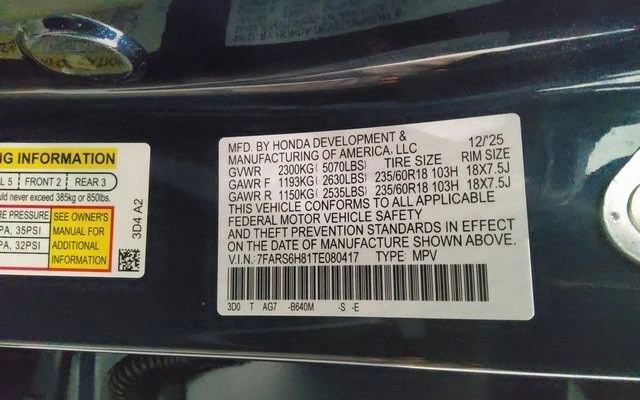 NG INFORMATION
L 5 FRONT 2 REAR 3
uld never exceed 385kg or 850lbs.
RE PRESSURE
PA, 35PSI
PA, 32PSI
SEE OWNER'S
MANUAL FOR
ADDITIONAL
INFORMATION
3D4 A2
MFD. BY HONDA DEVELOPMENT & 12/'25
MANUFACTURING OF AMERICA, LLC
GVWR 2300KG( 5070LBS) TIRE SIZE RIM SIZE
GAWR F 1193KG( 2630LBS) 235/60R18 103H 18X7.5J
GAWR R 1150KG( 2535LBS) 235/60R18 103H 18X7.5J
THIS VEHICLE CONFORMS TO ALL APPLICABLE
FEDERAL MOTOR VEHICLE SAFETY
AND THEFT PREVENTION STANDARDS IN EFFECT
ON THE DATE OF MANUFACTURE SHOWN ABOVE.
V.I.N.:7FARS6H81TE080417 TYPE MPV
3D0 T AG7 -B640M -S -E